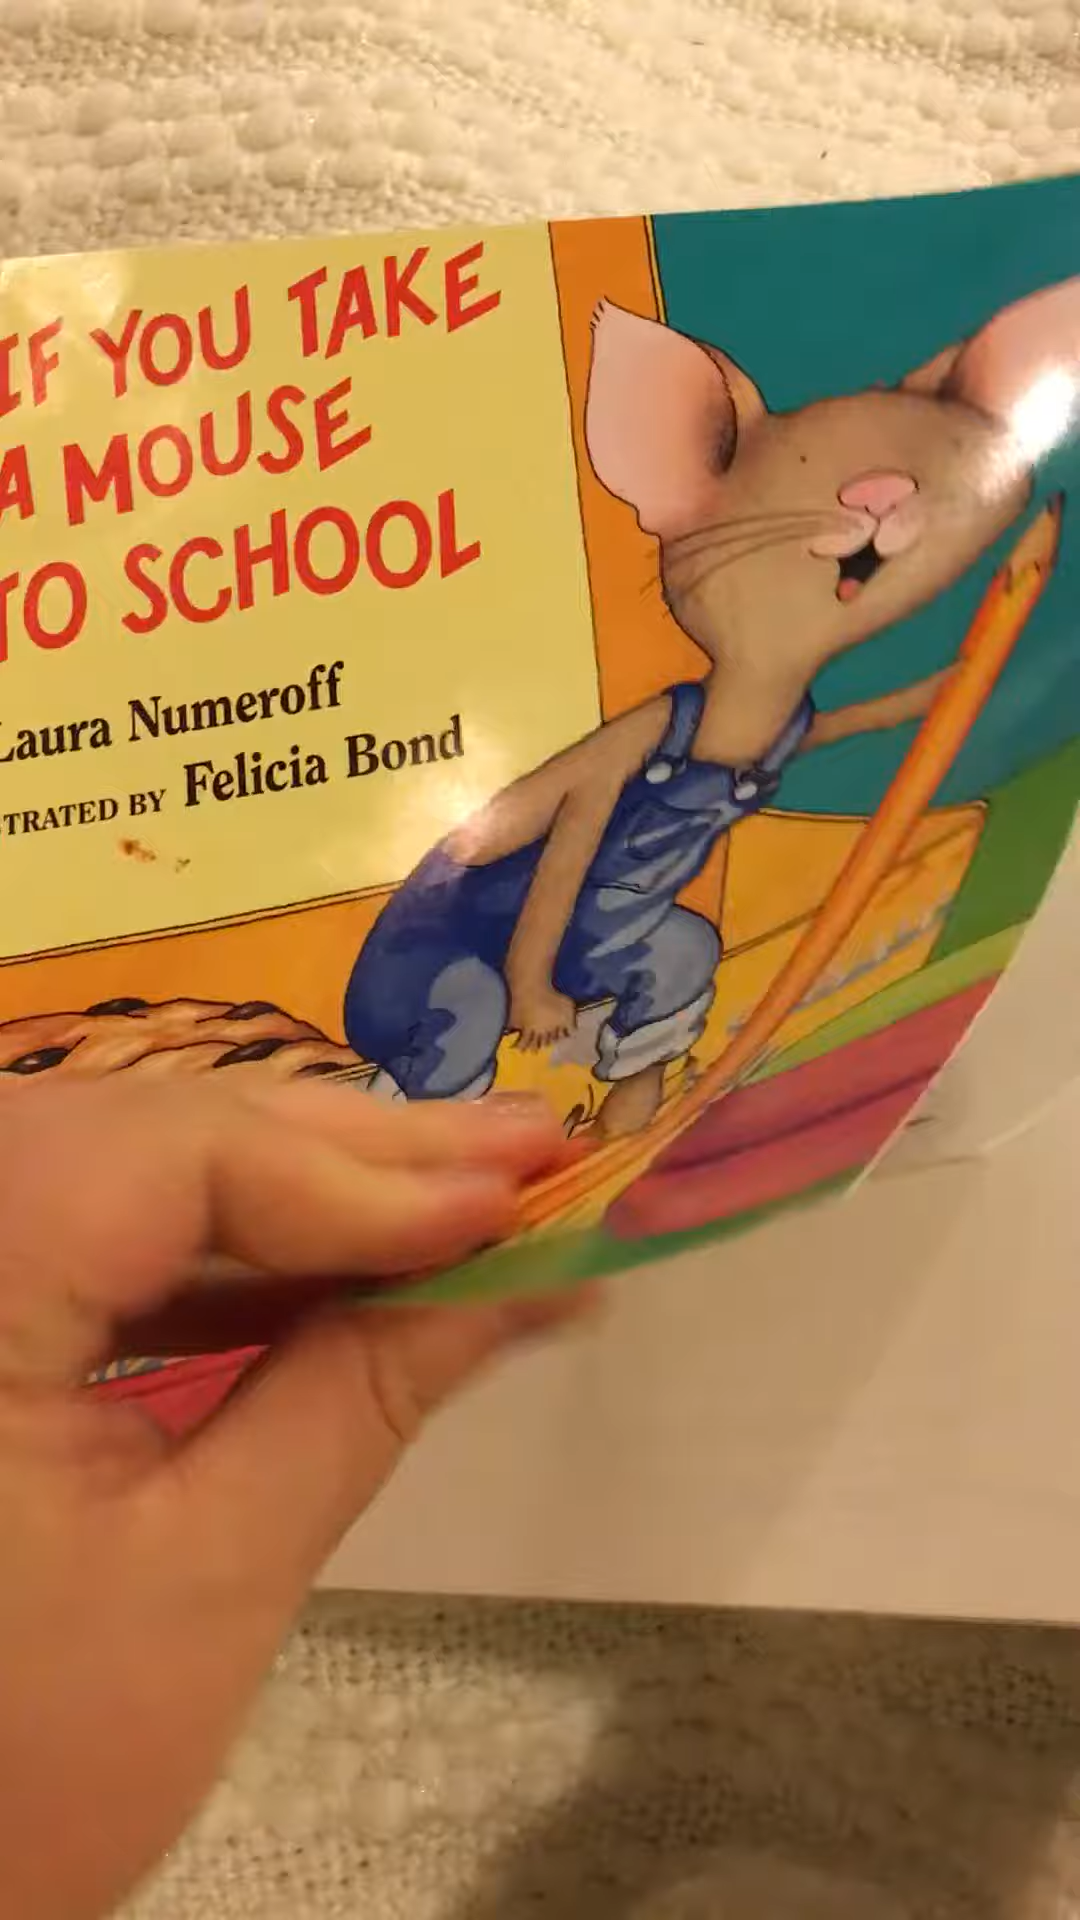 IF YOU TAKE
A MOUSE
TO SCHOOL
Laura Numeroff
STRATED BY Felicia Bond